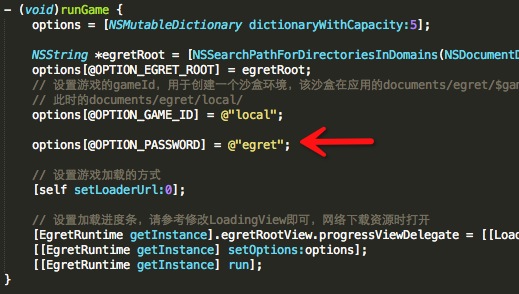 - (void)runGame {
options = [NSMutableDictionary dictionaryWithCapacity:5];
NSString *egretRoot = [NSSearchPathForDirectoriesInDomains(NSDocumentD
options[@OPTION_EGRET_ROOT] = egretRoot;
// 设置游戏的gameId，用于创建一个沙盒环境，该沙盒在应用的documents/egret/$gam
// 此时的documents/egret/local/
options[@OPTION_GAME_ID] = @"local";
options[@OPTION_PASSWORD] = @"egret";
// 设置游戏加载的方式
[self setLoaderUrl:0];
// 设置加载进度条，请参考修改LoadingView即可，网络下载资源时打开
[EgretRuntime getInstance].egretRootView.progressViewDelegate = [[Load
[[EgretRuntime getInstance] setOptions:options];
[[EgretRuntime getInstance] run];
}